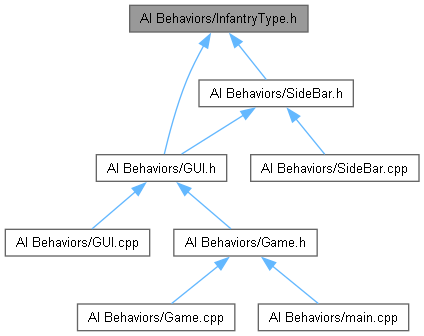 AI Behaviors/InfantryType.h
AI Behaviors/SideBar.h
AI Behaviors/GUI.h
AI Behaviors/SideBar.cpp
AI Behaviors/GUI.cpp
AI Behaviors/Game.h
AI Behaviors/Game.cpp
AI Behaviors/main.cpp